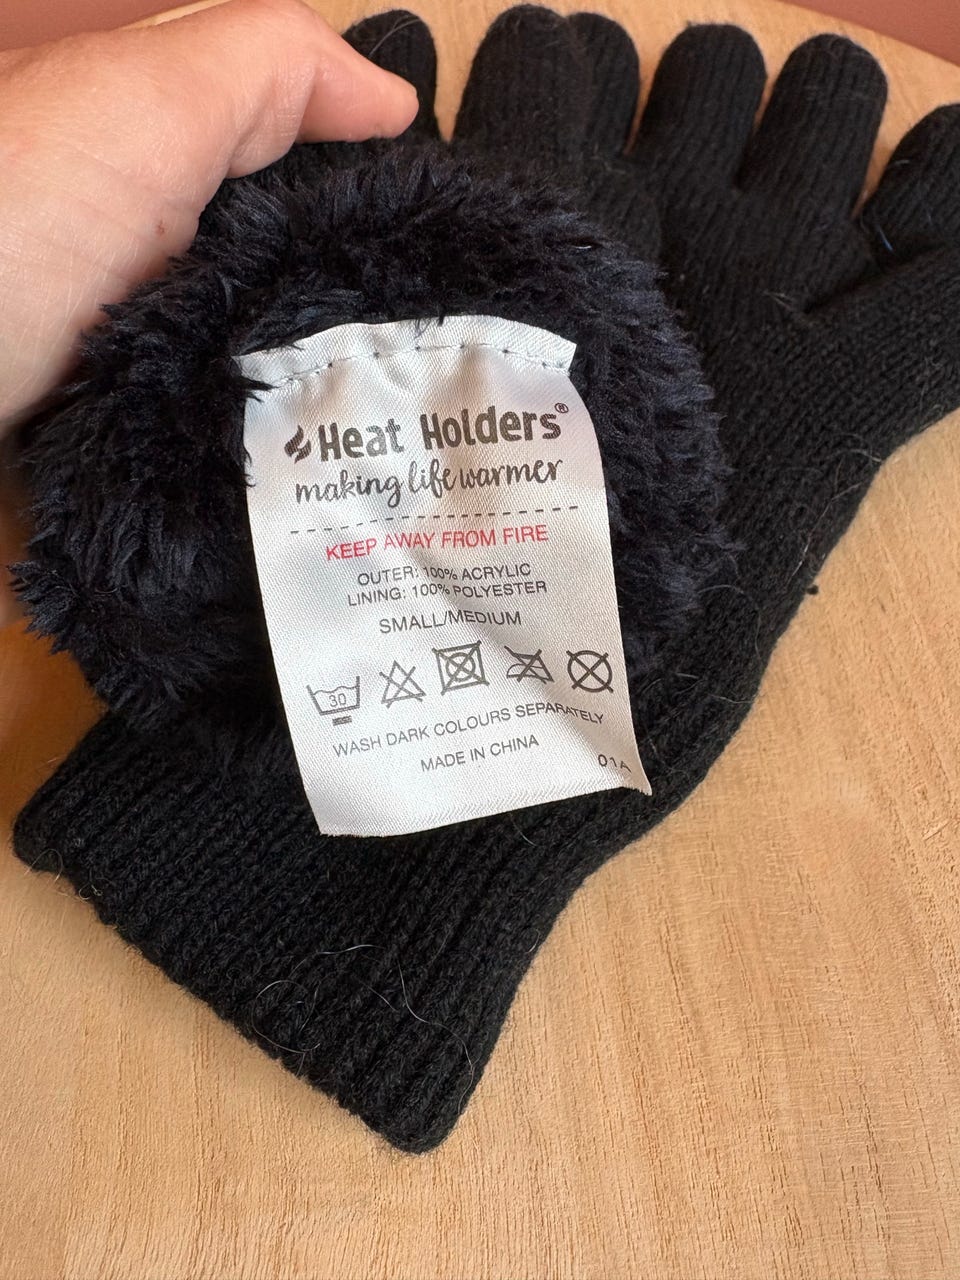 Heat Holders®
making life warmer
KEEP AWAY FROM FIRE
OUTER: 100% ACRYLIC
LINING: 100% POLYESTER
SMALL/MEDIUM
30
WASH DARK COLOURS SEPARATELY
MADE IN CHINA
01A